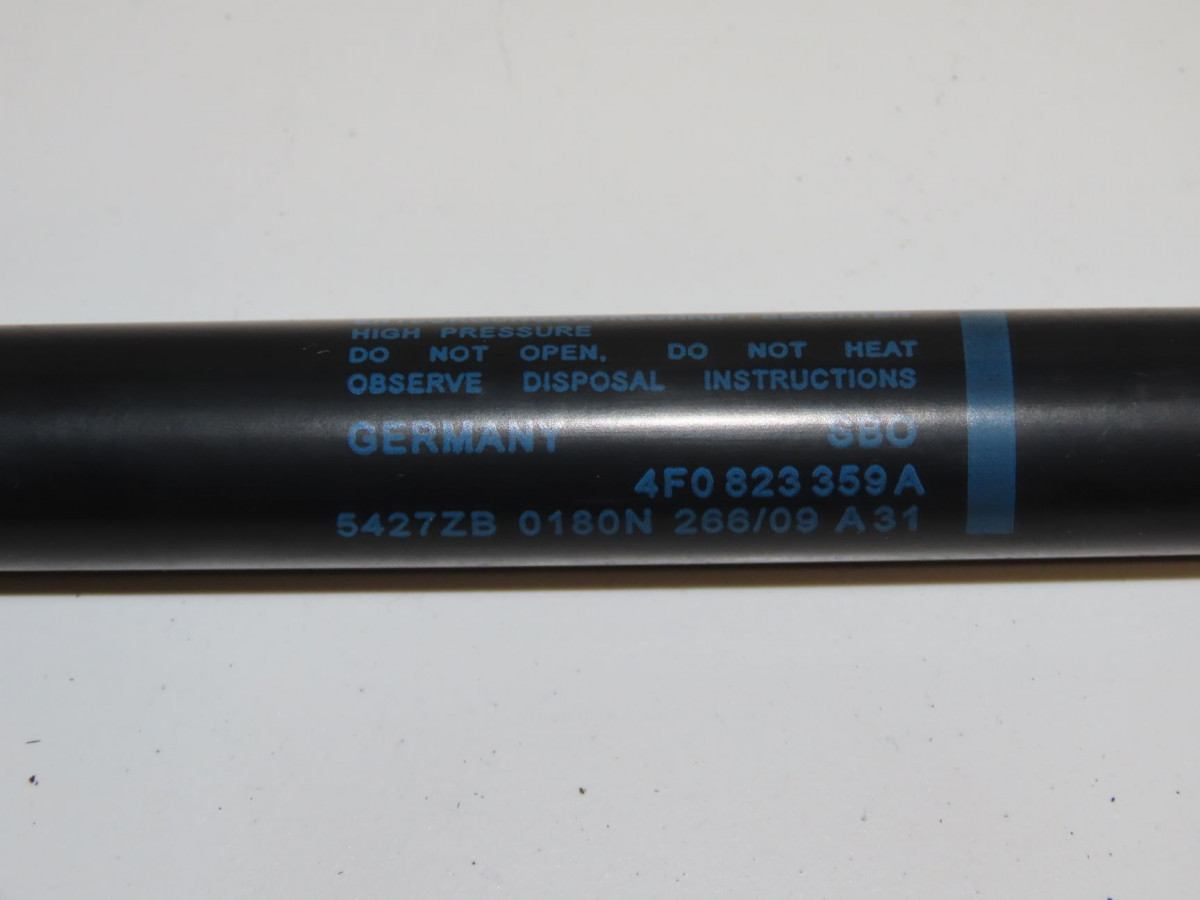 HIGH PRESSURE
DO NOT OPEN, DO NOT HEAT
OBSERVE DISPOSAL INSTRUCTIONS
GERMANY SBO
4F0 823 359 A
5427ZB 0180N 266/09 A31